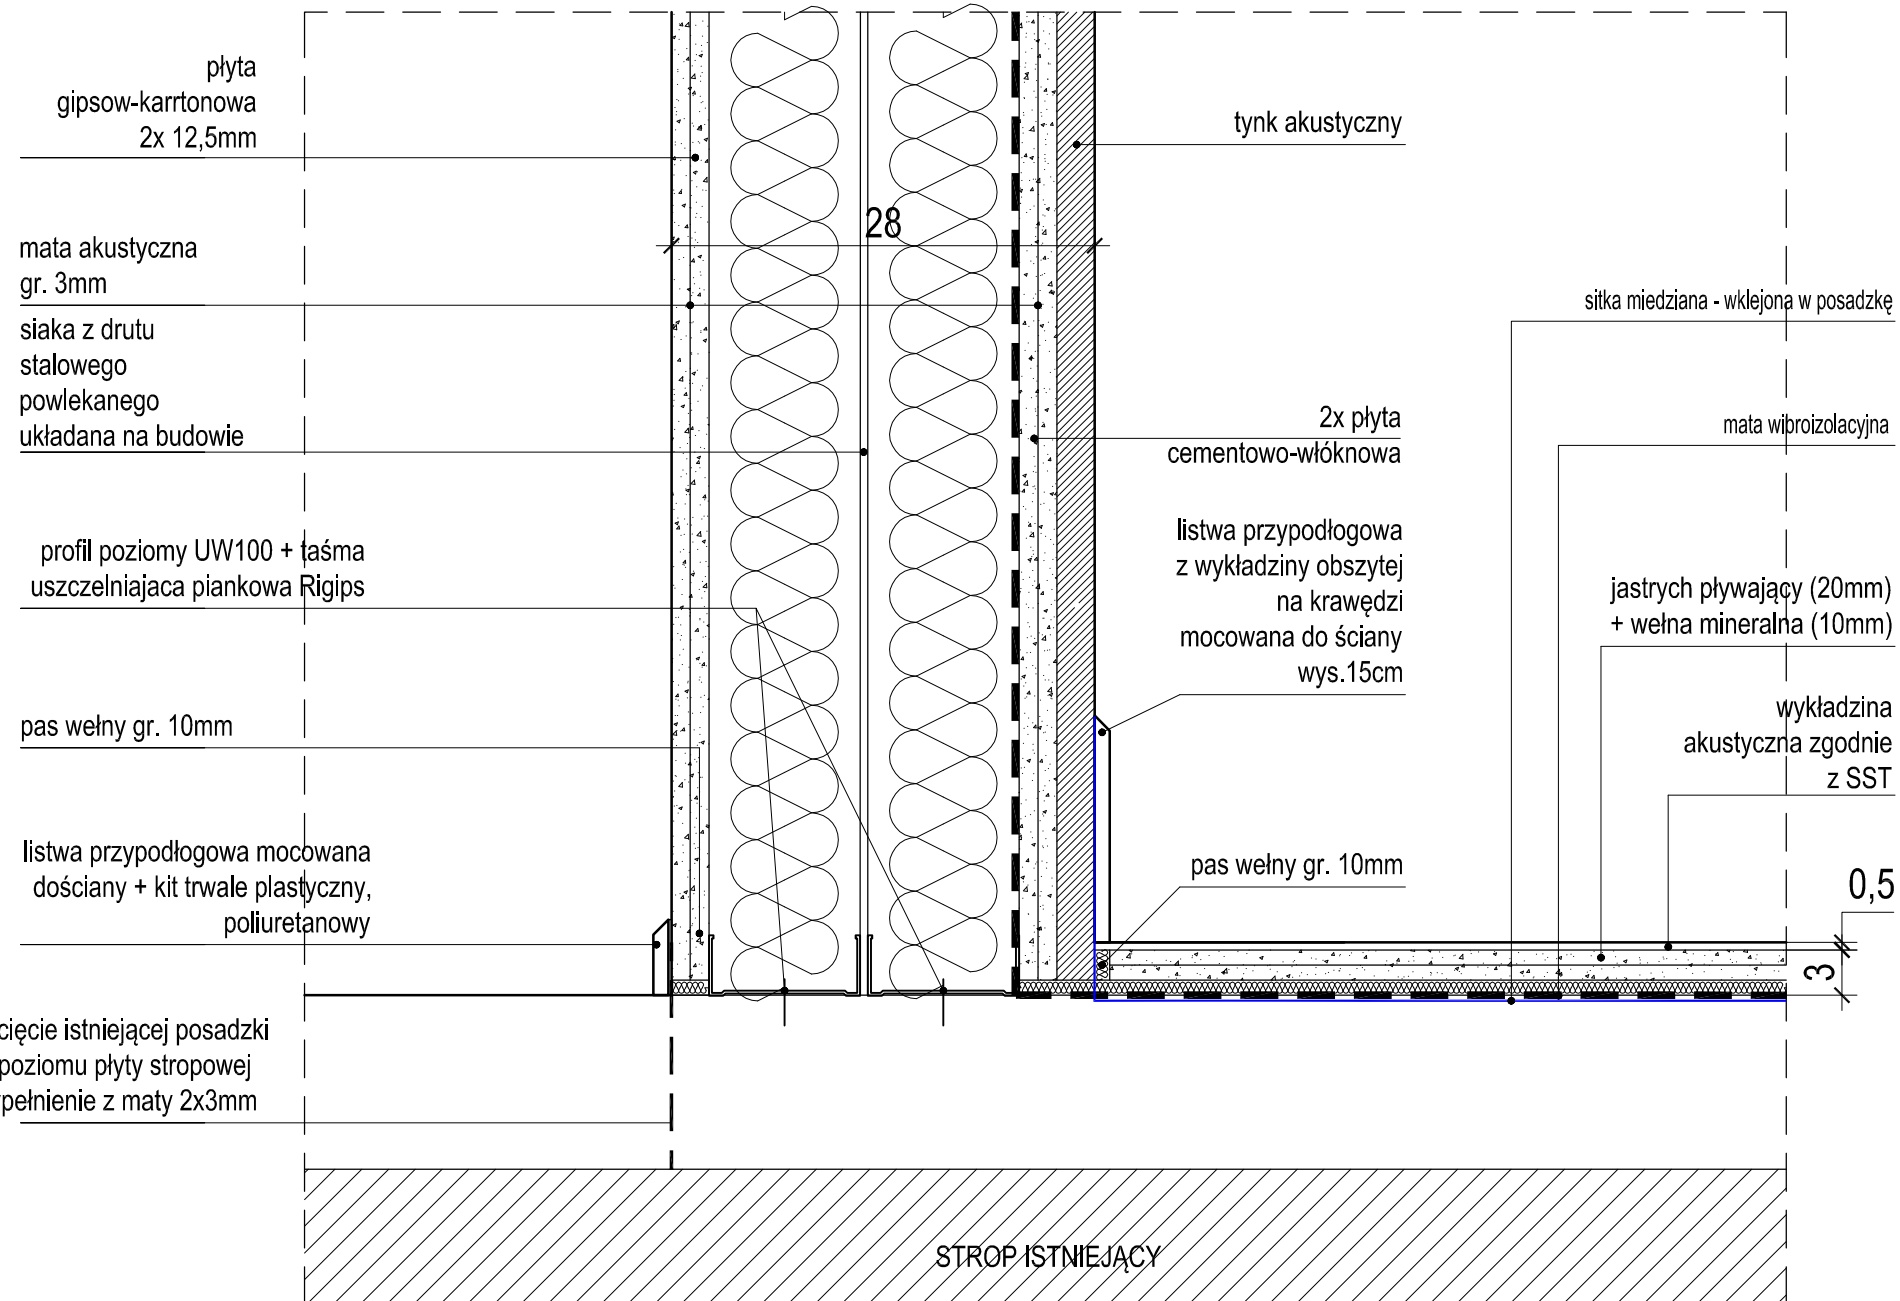 płyta
gipsow-karrtonowa
2x 12,5mm
mata akustyczna
gr. 3mm
siaka z drutu
stalowego
powlekanego
układana na budowie
profil poziomy UW100 + taśma
uszczelniajaca piankowa Rigips
pas wełny gr. 10mm
listwa przypodłogowa mocowana
dościany + kit trwale plastyczny,
poliuretanowy
cięcie istniejącej posadzki
poziomu płyty stropowej
pełnienie z maty 2x3mm
28
tynk akustyczny
2x płyta
cementowo-włóknowa
listwa przypodłogowa
z wykładziny obszytej
na krawędzi
mocowana do ściany
wys.15cm
pas wełny gr. 10mm
sitka miedziana - wklejona w posadzkę
mata wibroizolacyjna
jastrych pływający (20mm)
+ wełna mineralna (10mm)
wykładzina
akustyczna zgodnie
z SST
0,5
3
STROP ISTNIEJĄCY